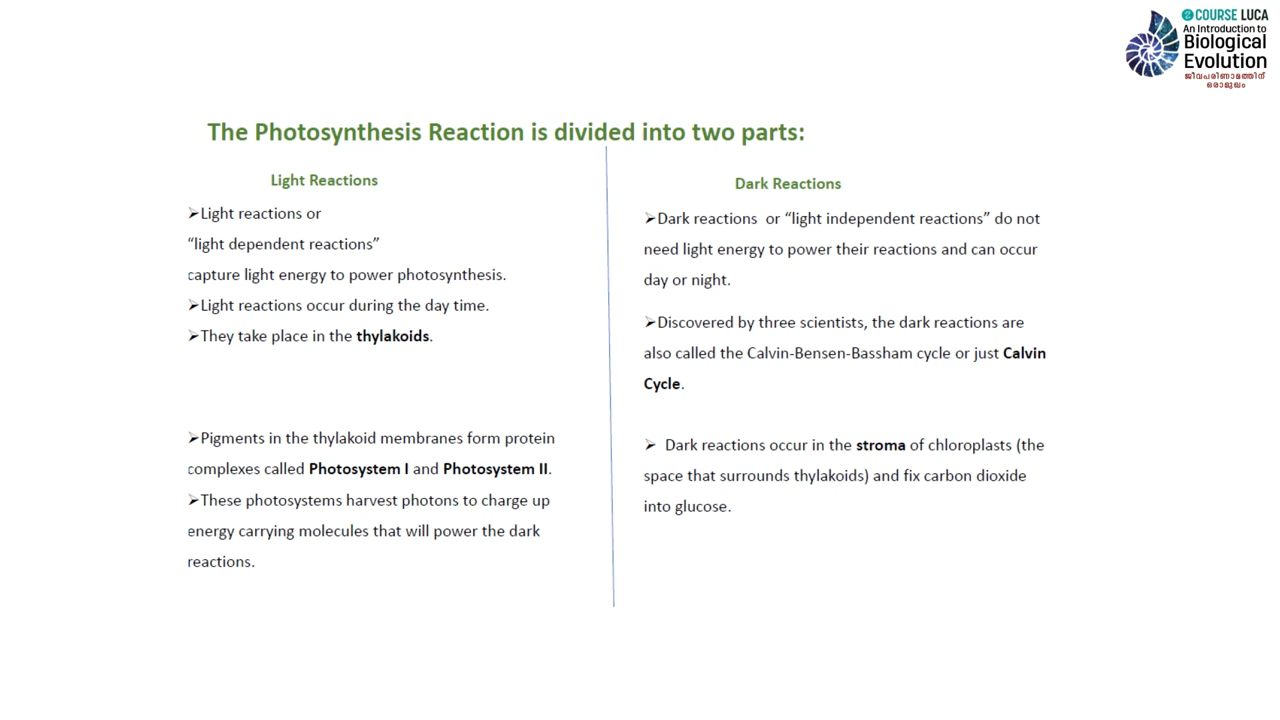 COURSE LUCA
An Introduction to
Biological
Evolution
ജീവപരിണാമത്തിന്
ഒരാമുഖം
The Photosynthesis Reaction is divided into two parts:
Light Reactions
➢Light reactions or
“light dependent reactions”
capture light energy to power photosynthesis.
➢Light reactions occur during the day time.
➢They take place in the thylakoids.
➢Pigments in the thylakoid membranes form protein
complexes called Photosystem I and Photosystem II.
➢These photosystems harvest photons to charge up
energy carrying molecules that will power the dark
reactions.
Dark Reactions
➢Dark reactions or “light independent reactions” do not
need light energy to power their reactions and can occur
day or night.
➢Discovered by three scientists, the dark reactions are
also called the Calvin-Bensen-Bassham cycle or just Calvin
Cycle.
➢ Dark reactions occur in the stroma of chloroplasts (the
space that surrounds thylakoids) and fix carbon dioxide
into glucose.